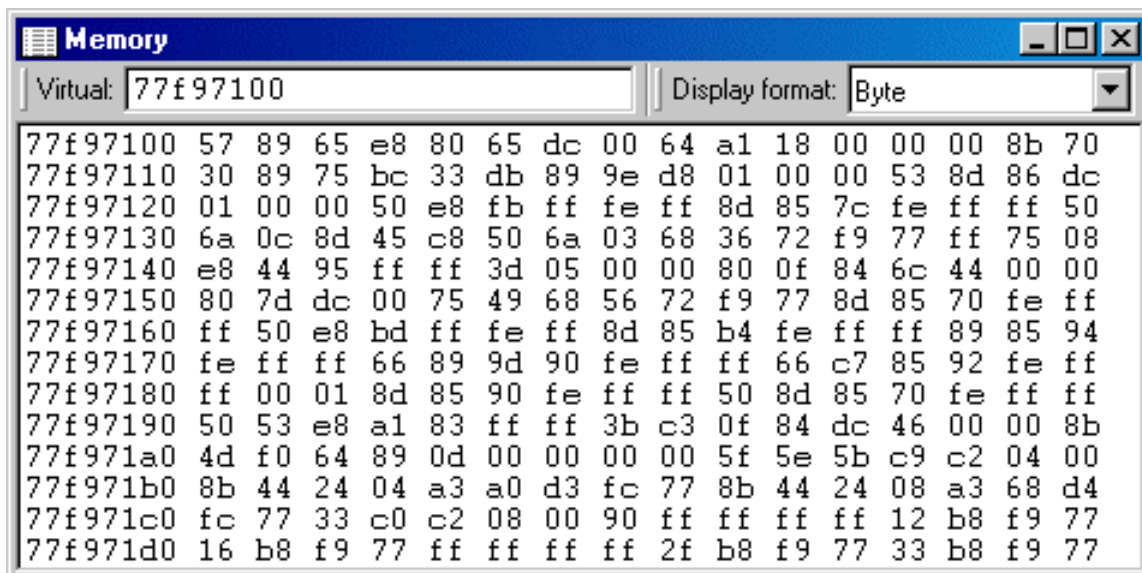 Memory
Virtual: 77f97100 Display format: Byte
77f97100 57 89 65 e8 80 65 dc 00 64 a1 18 00 00 00 8b 70
77f97110 30 89 75 bc 33 db 89 9e d8 01 00 00 53 8d 86 dc
77f97120 01 00 00 50 e8 fb ff fe ff 8d 85 7c fe ff ff 50
77f97130 6a 0c 8d 45 c8 50 6a 03 68 36 72 f9 77 ff 75 08
77f97140 e8 44 95 ff ff 3d 05 00 00 80 0f 84 6c 44 00 00
77f97150 80 7d dc 00 75 49 68 56 72 f9 77 8d 85 70 fe ff
77f97160 ff 50 e8 bd ff fe ff 8d 85 b4 fe ff ff 89 85 94
77f97170 fe ff ff 66 89 9d 90 fe ff ff 66 c7 85 92 fe ff
77f97180 ff 00 01 8d 85 90 fe ff ff 50 8d 85 70 fe ff ff
77f97190 50 53 e8 a1 83 ff ff 3b c3 0f 84 dc 46 00 00 8b
77f971a0 4d f0 64 89 0d 00 00 00 00 5f 5e 5b c9 c2 04 00
77f971b0 8b 44 24 04 a3 a0 d3 fc 77 8b 44 24 08 a3 68 d4
77f971c0 fc 77 33 c0 c2 08 00 90 ff ff ff ff 12 b8 f9 77
77f971d0 16 b8 f9 77 ff ff ff ff 2f b8 f9 77 33 b8 f9 77